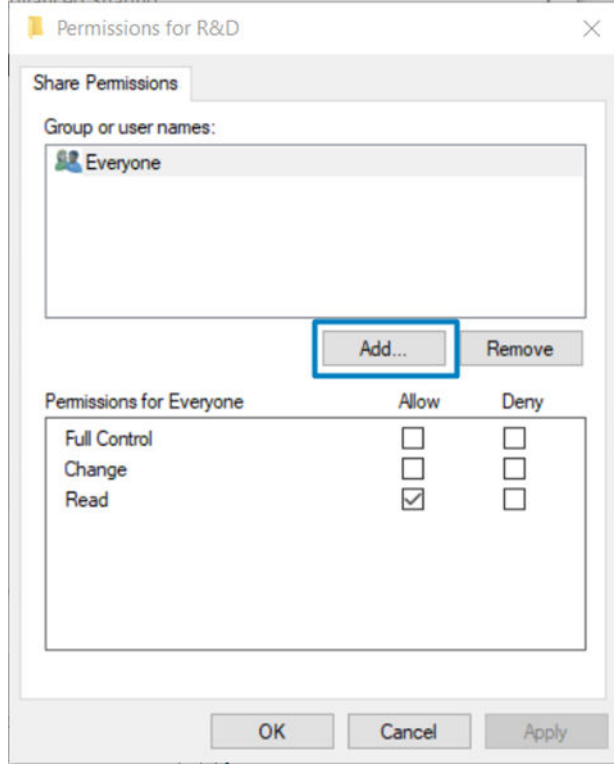 Permissions for R&D
Share Permissions
Group or user names:
Everyone
Add... Remove
Permissions for Everyone Allow Deny
Full Control
Change
Read
OK Cancel Apply